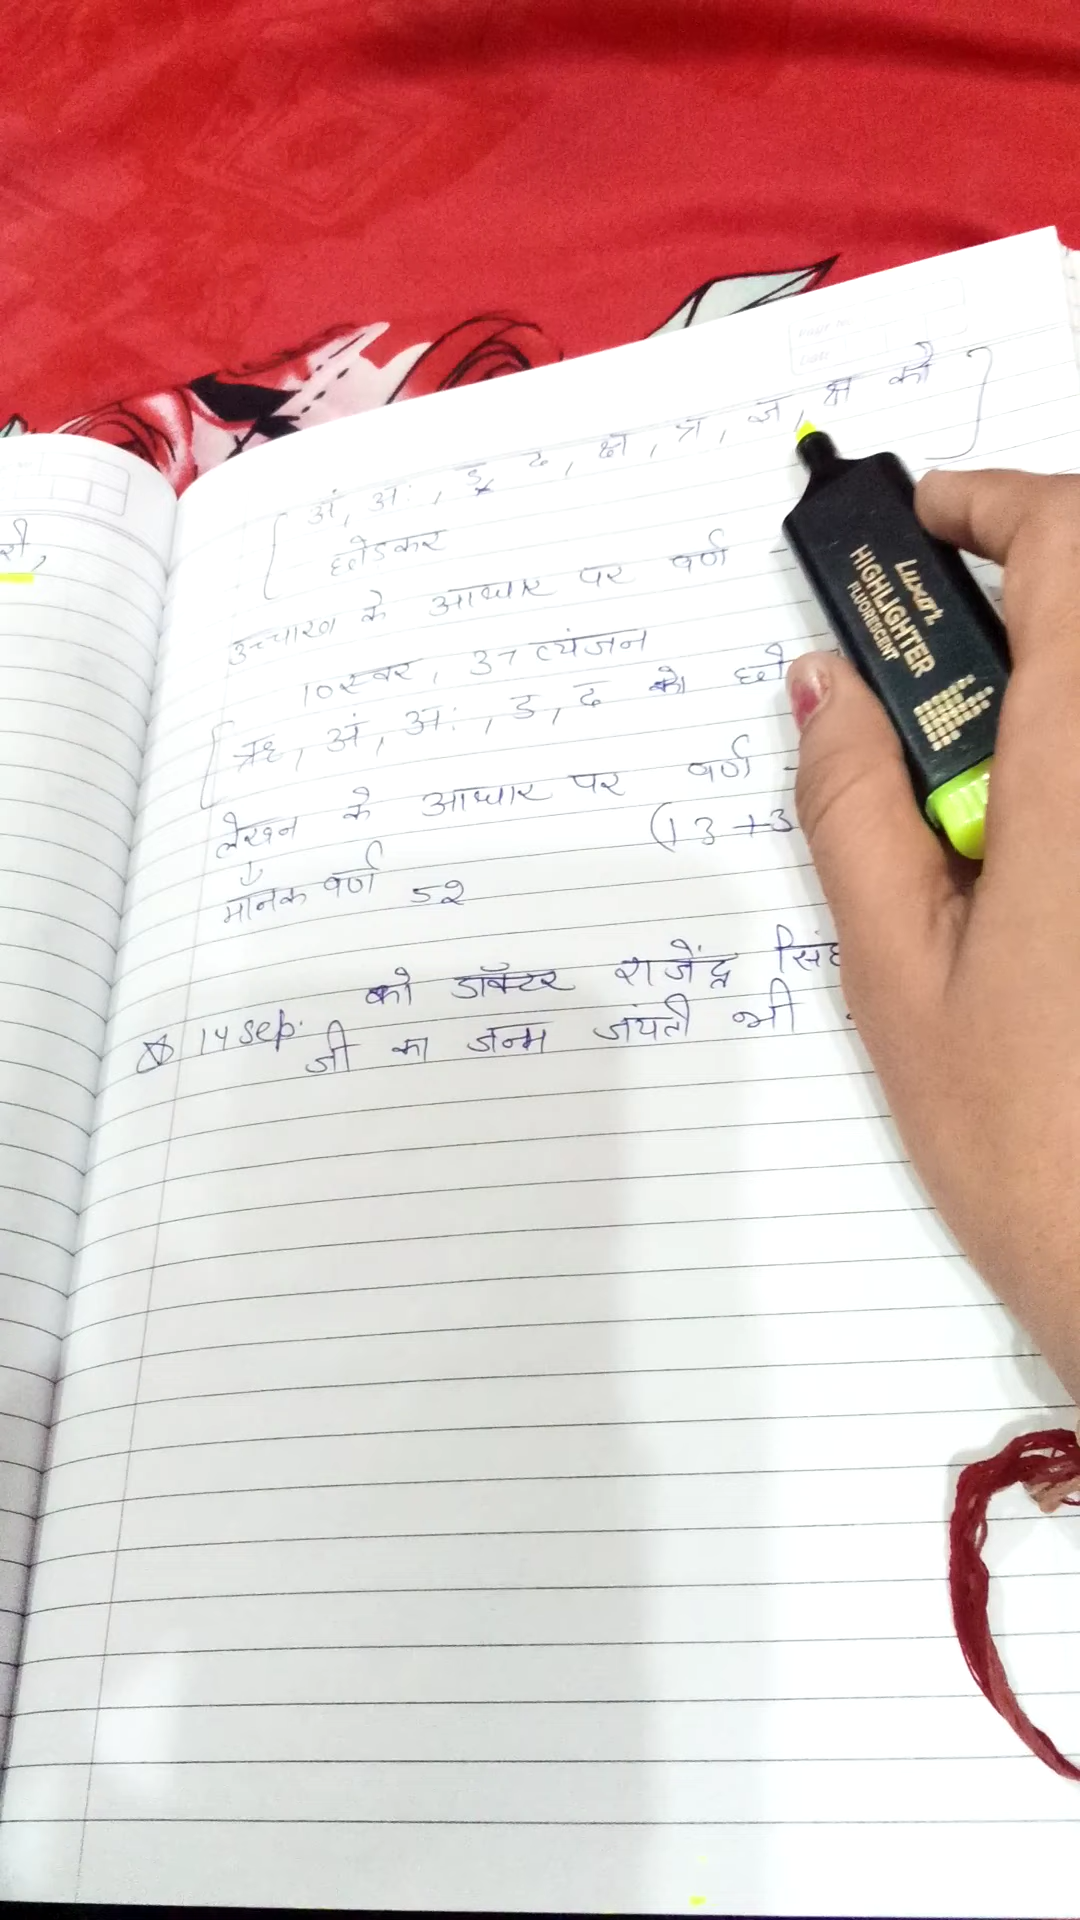 री,
[अं, अः, ड़, ढ़, क्ष, त्र, ज्ञ, श्र को]
छोडकर
उच्चारण के आधार पर वर्ण -
10 स्वर, 37 व्यंजन
[ऋ, अं, अः, ड, ढ को छो
लेखन के आधार पर वर्ण -
(13 + 3
मानक वर्ण 52
14 Sep. को डॉक्टर राजेंद्र सिंह
जी का जन्म जयंती भी
Luxor
HIGHLIGHTER
FLUORESCENT